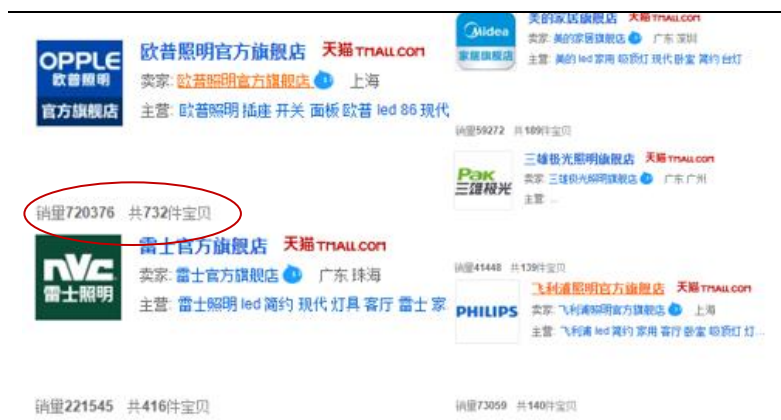 OPPLE
欧普照明
官方旗舰店
欧普照明官方旗舰店 天猫 TMALL.COM
卖家: 欧普照明官方旗舰店 上海
主营: 欧普照明 插座 开关 面板 欧普 led 86 现代
销量720376 共732件宝贝
nvc
雷士照明
雷士官方旗舰店 天猫 TMALL.COM
卖家: 雷士官方旗舰店 广东 珠海
主营: 雷士照明 led 简约 现代 灯具 客厅 雷士 家
销量221545 共416件宝贝
Midea
家居旗舰店
美的家居旗舰店 天猫 TMALL.COM
卖家: 美的家居旗舰店 广东 深圳
主营: 美的 led 家用 吸顶灯 现代 卧室 简约 台灯
销量59272 共189件宝贝
Pak
三雄极光
三雄极光照明旗舰店 天猫 TMALL.COM
卖家: 三雄极光照明旗舰店 广东 广州
主营: ...
销量41448 共139件宝贝
PHILIPS
飞利浦照明官方旗舰店 天猫 TMALL.COM
卖家: 飞利浦照明官方旗舰店 上海
主营: 飞利浦 led 简约 家用 客厅 卧室 吸顶灯 灯...
销量73059 共140件宝贝